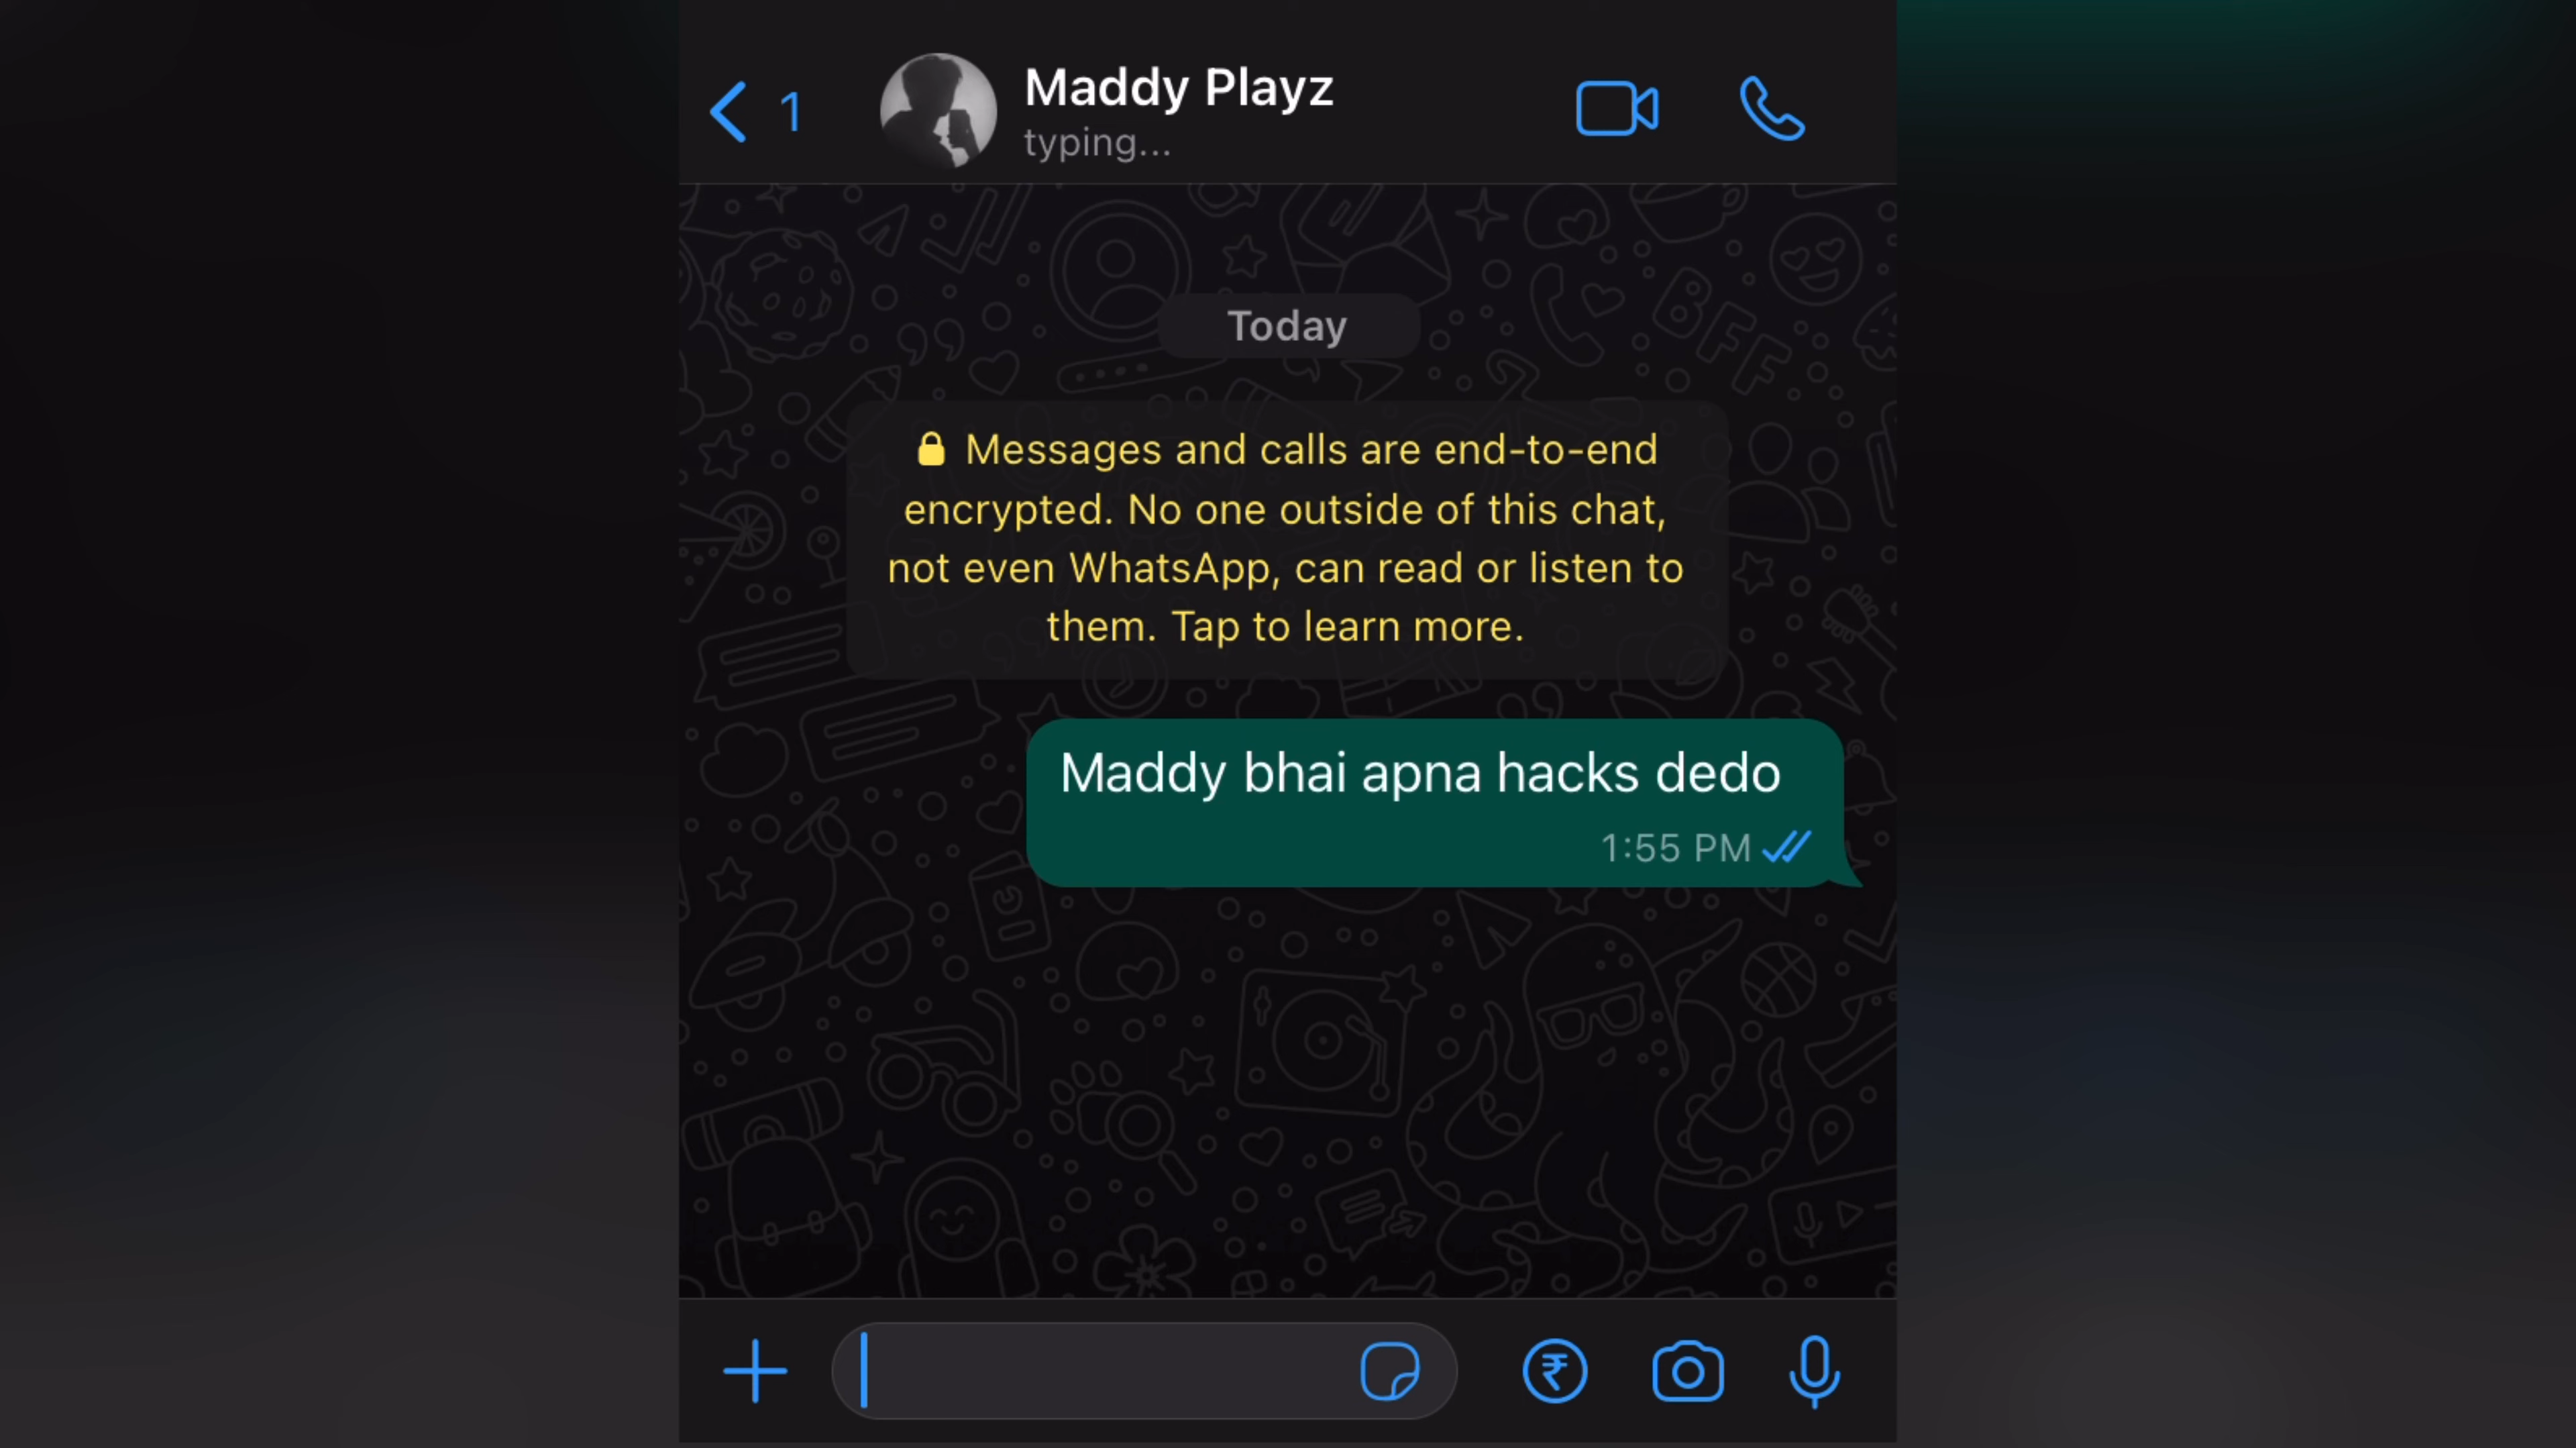 1
Maddy Playz
typing...
Today
Messages and calls are end-to-end
encrypted. No one outside of this chat,
not even WhatsApp, can read or listen to
them. Tap to learn more.
Maddy bhai apna hacks dedo
1:55 PM
BFF
₹